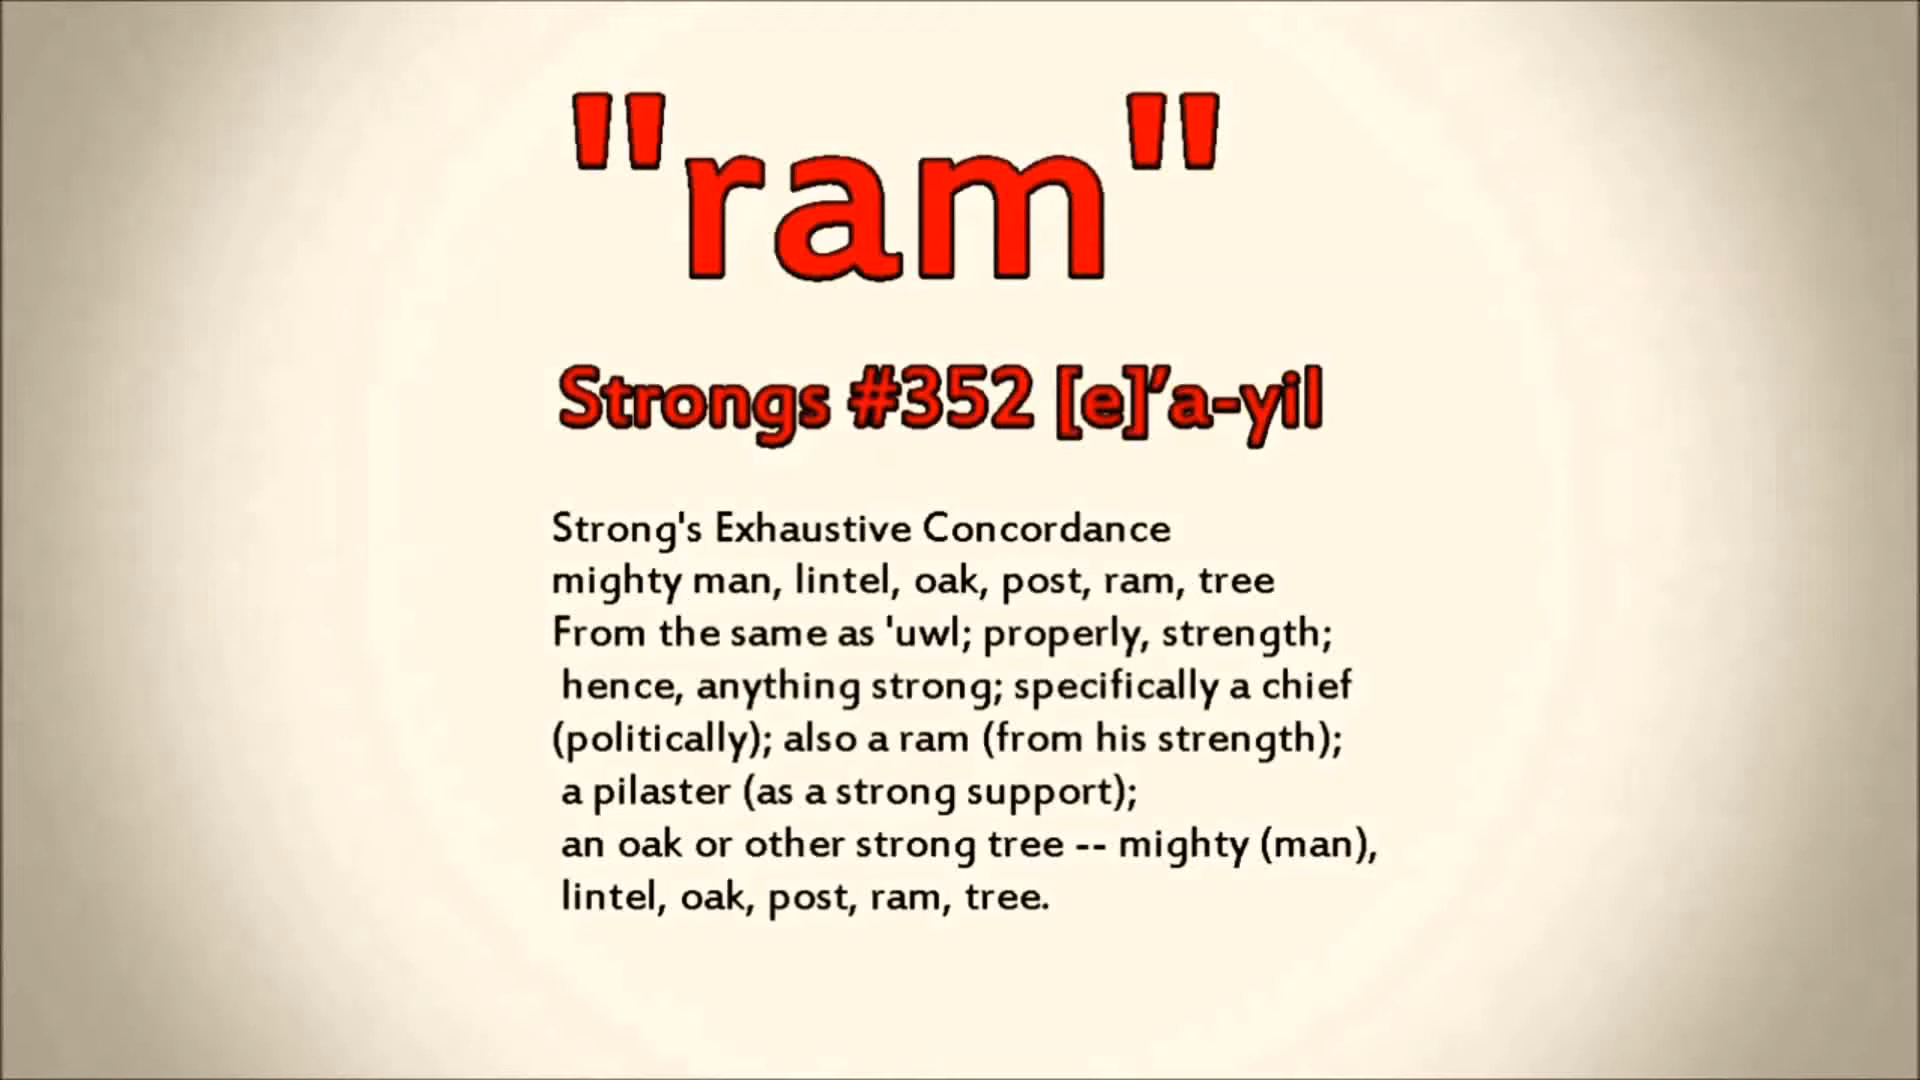 "ram"
Strongs #352 [e]'a-yil
Strong's Exhaustive Concordance
mighty man, lintel, oak, post, ram, tree
From the same as 'uwl; properly, strength;
hence, anything strong; specifically a chief
(politically); also a ram (from his strength);
a pilaster (as a strong support);
an oak or other strong tree -- mighty (man),
lintel, oak, post, ram, tree.